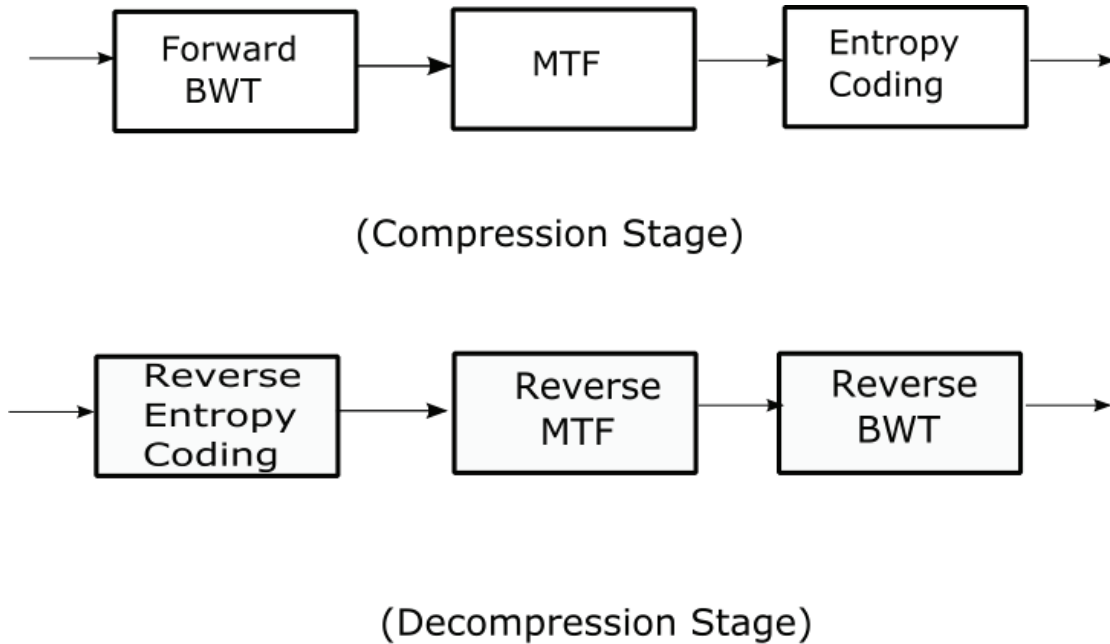 Forward
BWT
MTF
Entropy
Coding
(Compression Stage)
Reverse
Entropy
Coding
Reverse
MTF
Reverse
BWT
(Decompression Stage)